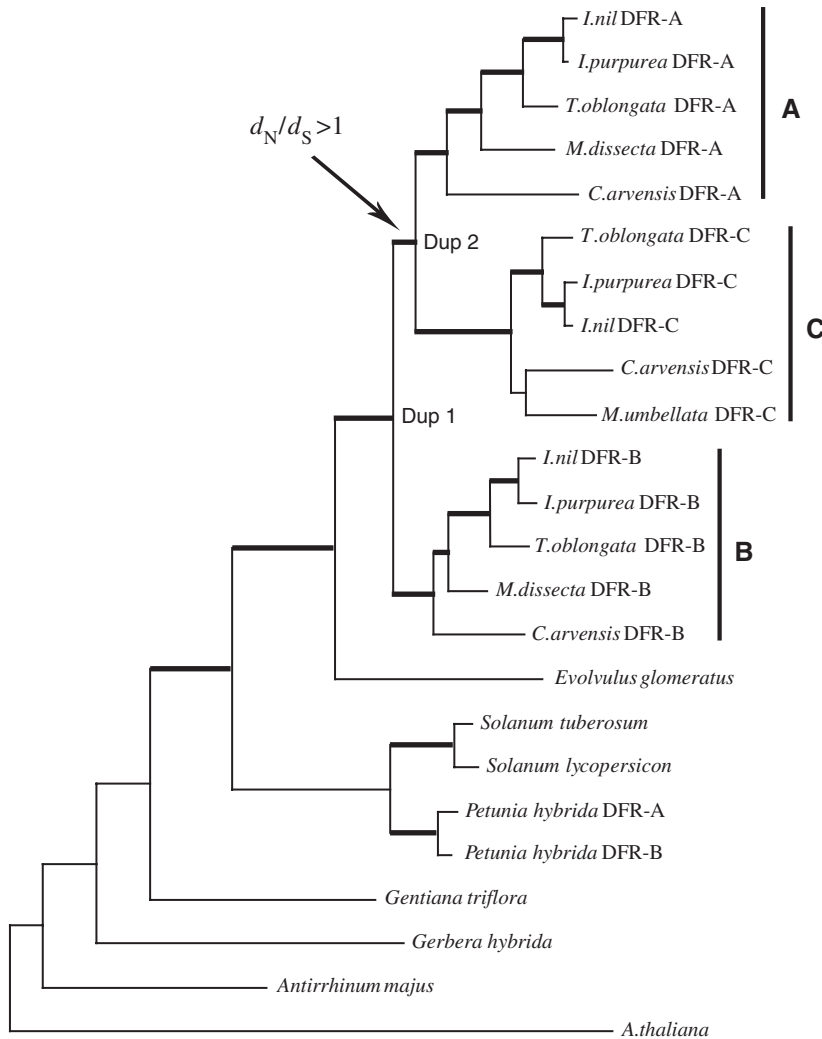 I.nil DFR-A
I.purpurea DFR-A
T.oblongata DFR-A
A
dN/dS >1
M.dissecta DFR-A
C.arvensis DFR-A
T.oblongata DFR-C
Dup 2
I.purpurea DFR-C
I.nil DFR-C
C
C.arvensis DFR-C
M.umbellata DFR-C
Dup 1
I.nil DFR-B
I.purpurea DFR-B
T.oblongata DFR-B
B
M.dissecta DFR-B
C.arvensis DFR-B
Evolvulus glomeratus
Solanum tuberosum
Solanum lycopersicon
Petunia hybrida DFR-A
Petunia hybrida DFR-B
Gentiana triflora
Gerbera hybrida
Antirrhinum majus
A.thaliana